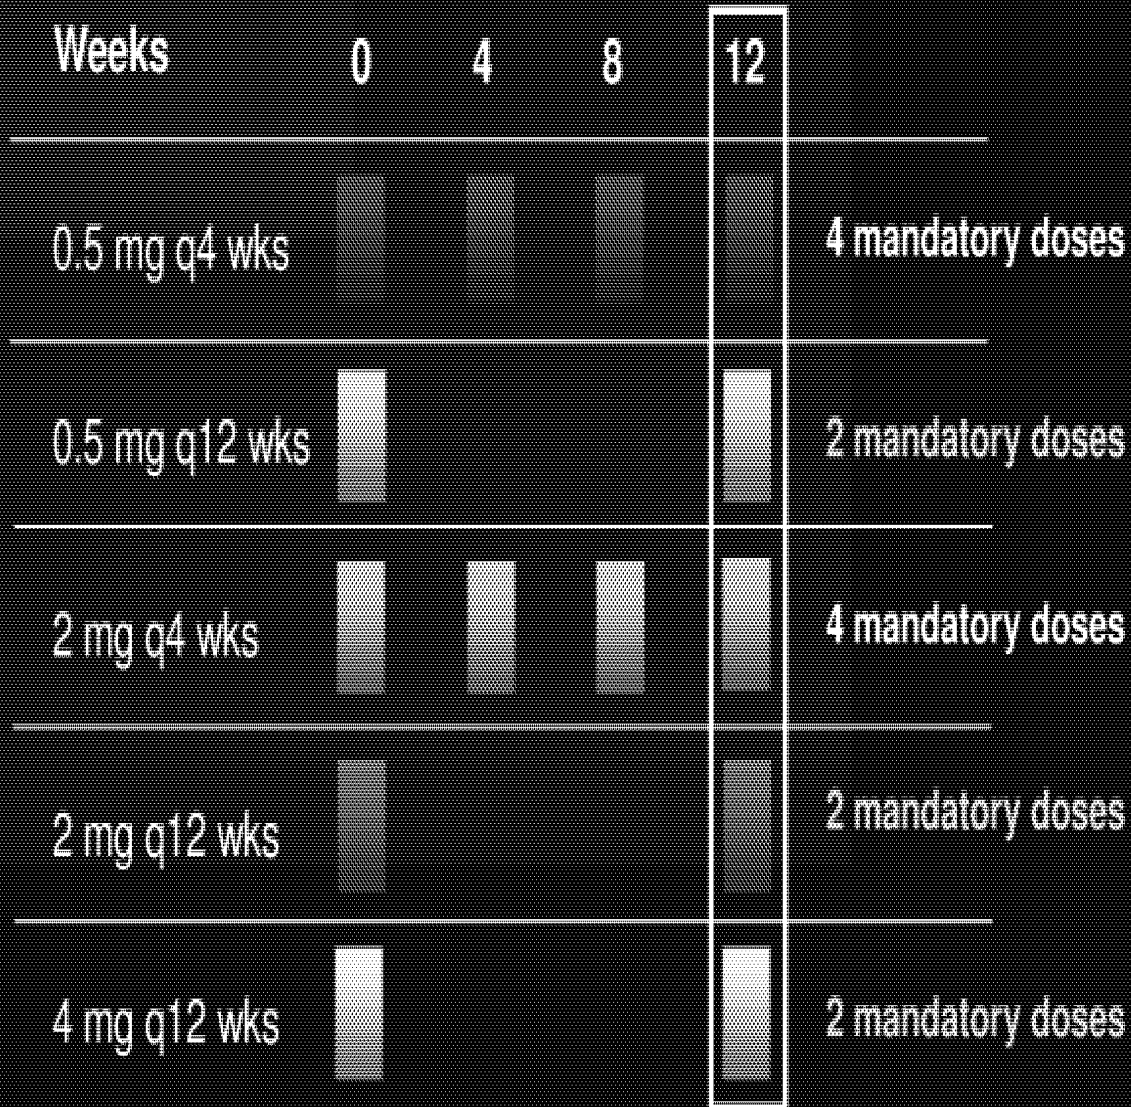 Weeks 0 4 8 12
0.5 mg q4 wks 4 mandatory doses
0.5 mg q12 wks 2 mandatory doses
2 mg q4 wks 4 mandatory doses
2 mg q12 wks 2 mandatory doses
4 mg q12 wks 2 mandatory doses